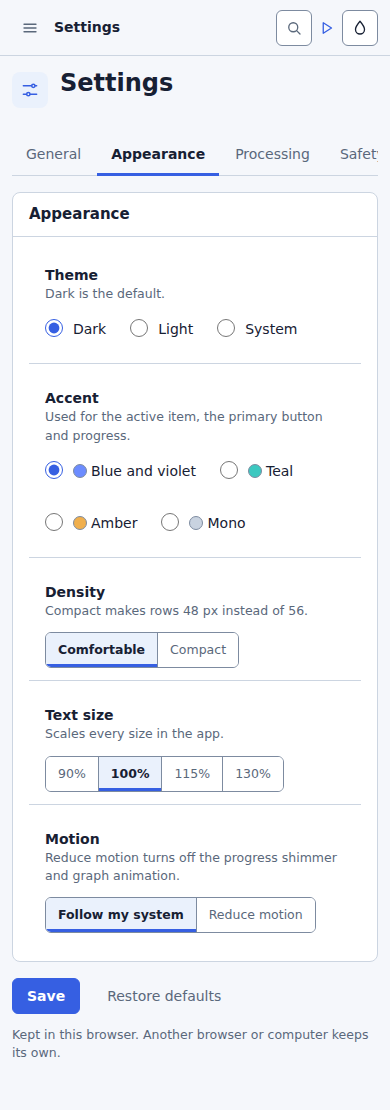 Settings
Settings
General Appearance Processing Safety
Appearance
Theme
Dark is the default.
Dark Light System
Accent
Used for the active item, the primary button
and progress.
Blue and violet Teal
Amber Mono
Density
Compact makes rows 48 px instead of 56.
Comfortable Compact
Text size
Scales every size in the app.
90% 100% 115% 130%
Motion
Reduce motion turns off the progress shimmer
and graph animation.
Follow my system Reduce motion
Save Restore defaults
Kept in this browser. Another browser or computer keeps
its own.